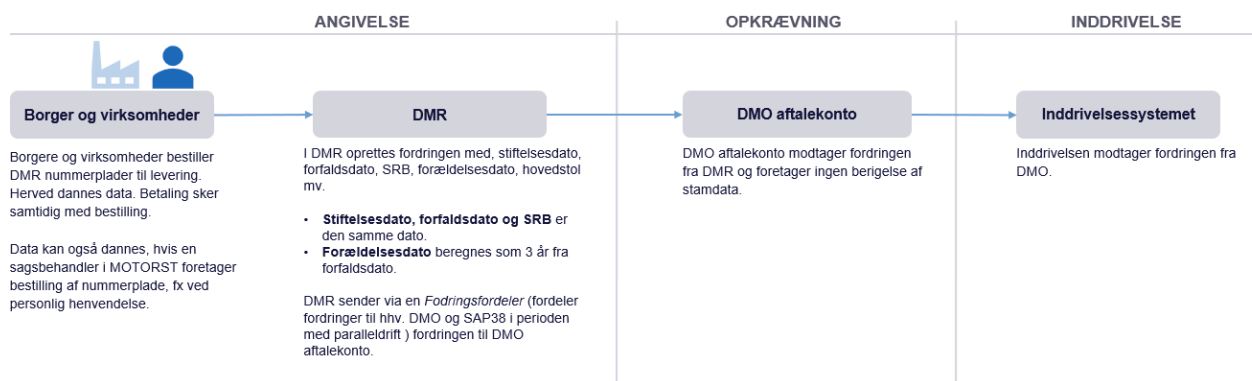 ANGIVELSE
OPKRÆVNING
INDDRIVELSE
Borger og virksomheder
DMR
DMO aftalekonto
Inddrivelsessystemet
Borgere og virksomheder bestiller
DMR nummerplader til levering.
Herved dannes data. Betaling sker
samtidig med bestilling.
Data kan også dannes, hvis en
sagsbehandler i MOTORST foretager
bestilling af nummerplade, fx ved
personlig henvendelse.
I DMR oprettes fordringen med, stiftelsesdato,
forfaldsdato, SRB, forældelsesdato, hovedstol
mv.
• Stiftelsesdato, forfaldsdato og SRB er
den samme dato.
• Forældelsesdato beregnes som 3 år fra
forfaldsdato.
DMR sender via en Fodringsfordeler (fordeler
fordringer til hhv. DMO og SAP38 i perioden
med paralleldrift ) fordringen til DMO
aftalekonto.
DMO aftalekonto modtager fordringen
fra DMR og foretager ingen berigelse af
stamdata.
Inddrivelsen modtager fordringen fra
DMO.